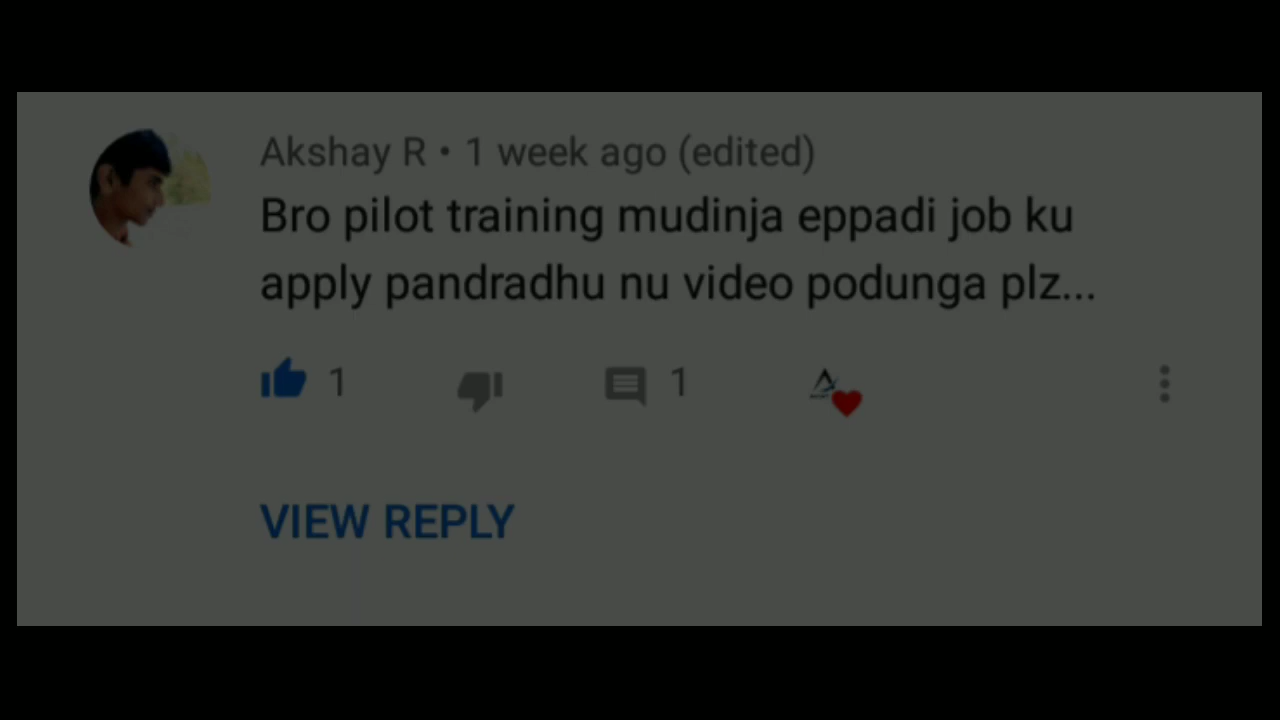 Akshay R • 1 week ago (edited)
Bro pilot training mudinja eppadi job ku
apply pandradhu nu video podunga plz...
1 1
VIEW REPLY